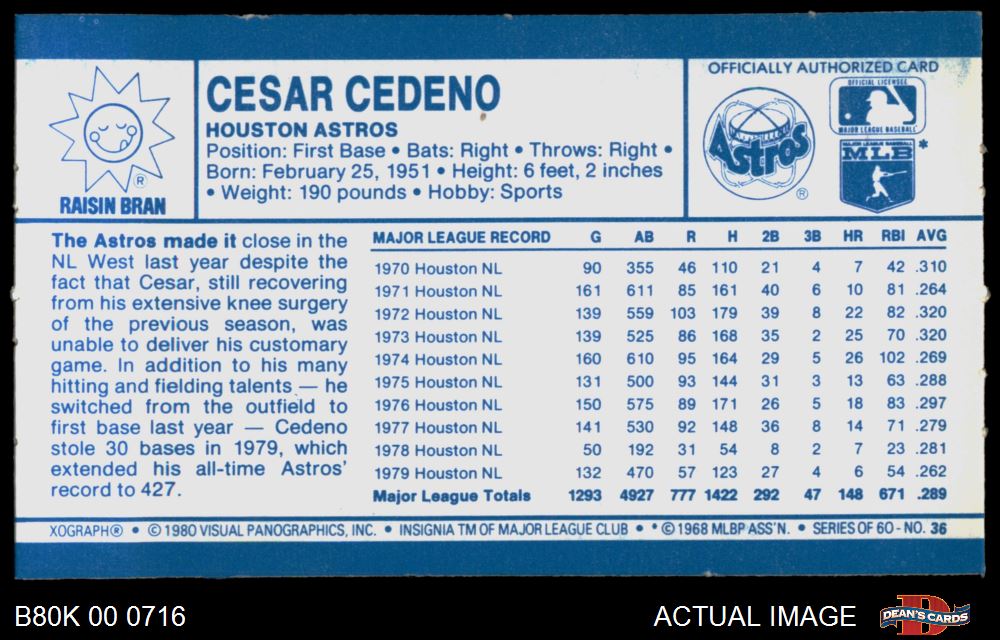 CESAR CEDENO
HOUSTON ASTROS
Position: First Base • Bats: Right • Throws: Right •
Born: February 25, 1951 • Height: 6 feet, 2 inches
• Weight: 190 pounds • Hobby: Sports
®
RAISIN BRAN
OFFICIALLY AUTHORIZED CARD
Astros
®
OFFICIAL LICENSEE
MAJOR LEAGUE BASEBALL
MAJOR LEAGUE BASEBALL
MLB *
The Astros made it close in the
NL West last year despite the
fact that Cesar, still recovering
from his extensive knee surgery
of the previous season, was
unable to deliver his customary
game. In addition to his many
hitting and fielding talents — he
switched from the outfield to
first base last year — Cedeno
stole 30 bases in 1979, which
extended his all-time Astros'
record to 427.
MAJOR LEAGUE RECORD G AB R H 2B 3B HR RBI AVG
1970 Houston NL 90 355 46 110 21 4 7 42 .310
1971 Houston NL 161 611 85 161 40 6 10 81 .264
1972 Houston NL 139 559 103 179 39 8 22 82 .320
1973 Houston NL 139 525 86 168 35 2 25 70 .320
1974 Houston NL 160 610 95 164 29 5 26 102 .269
1975 Houston NL 131 500 93 144 31 3 13 63 .288
1976 Houston NL 150 575 89 171 26 5 18 83 .297
1977 Houston NL 141 530 92 148 36 8 14 71 .279
1978 Houston NL 50 192 31 54 8 2 7 23 .281
1979 Houston NL 132 470 57 123 27 4 6 54 .262
Major League Totals 1293 4927 777 1422 292 47 148 671 .289
XOGRAPH® • © 1980 VISUAL PANOGRAPHICS, INC. • INSIGNIA TM OF MAJOR LEAGUE CLUB • * © 1968 MLBP ASS'N. • SERIES OF 60 - NO. 36
B80K 00 0716
ACTUAL IMAGE
DEAN'S CARDS